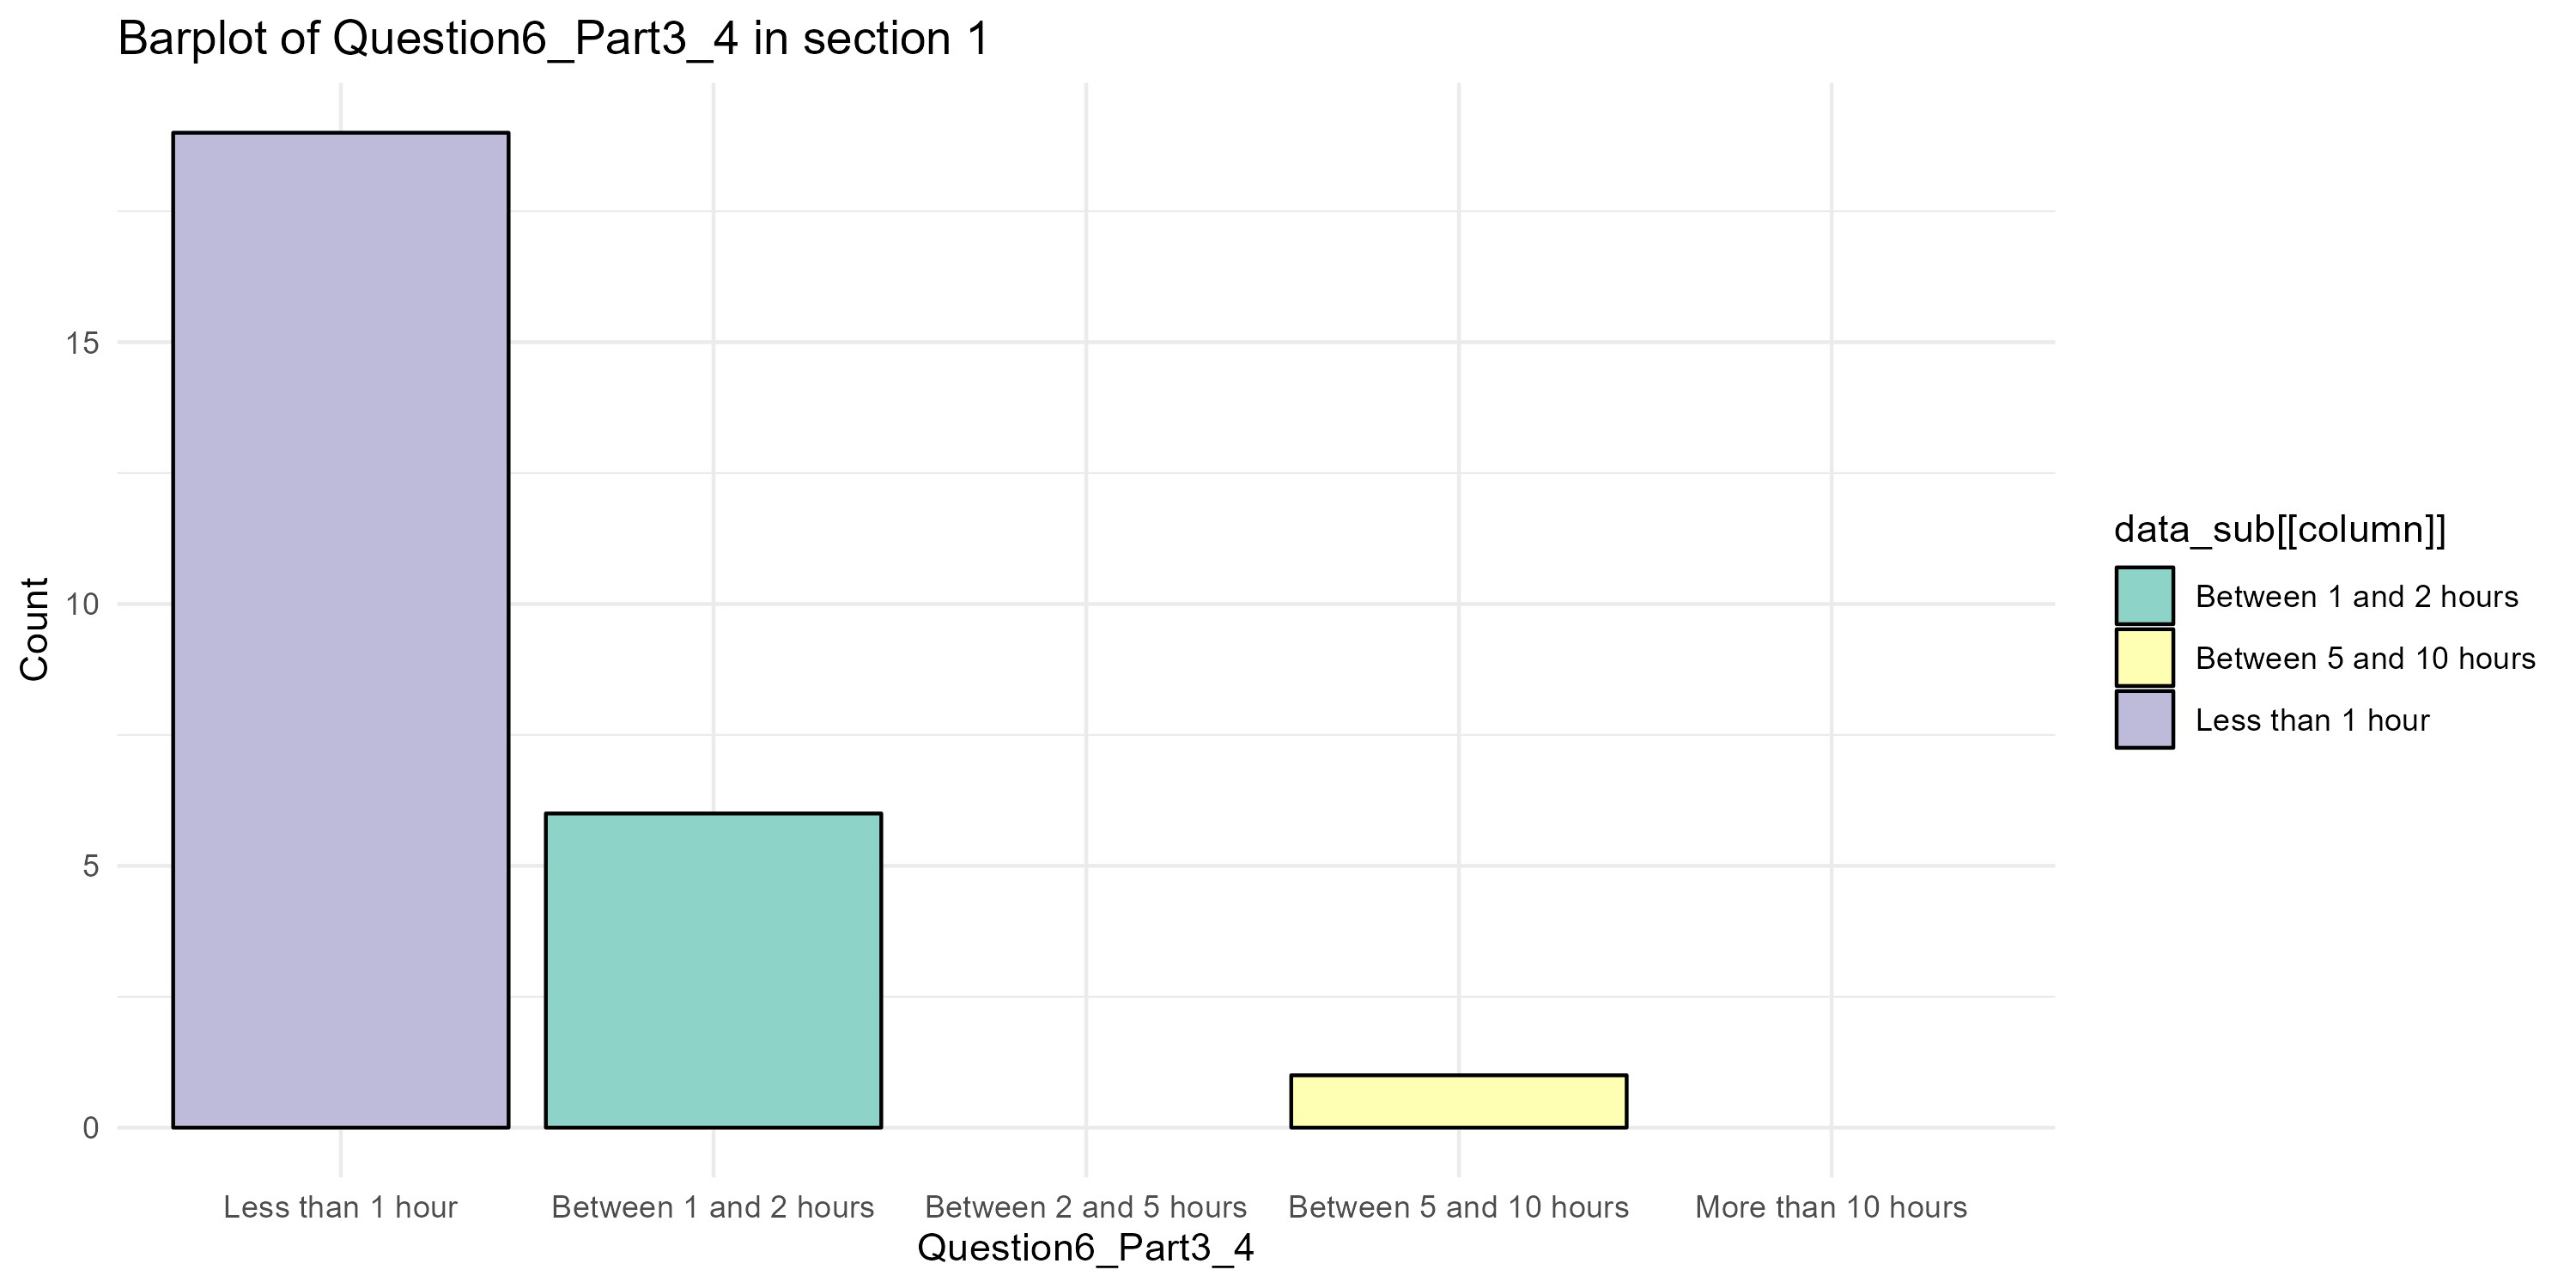 Barplot of Question6_Part3_4 in section 1
Count
15
10
5
0
Less than 1 hour
Between 1 and 2 hours
Between 2 and 5 hours
Between 5 and 10 hours
More than 10 hours
Question6_Part3_4
data_sub[[column]]
Between 1 and 2 hours
Between 5 and 10 hours
Less than 1 hour